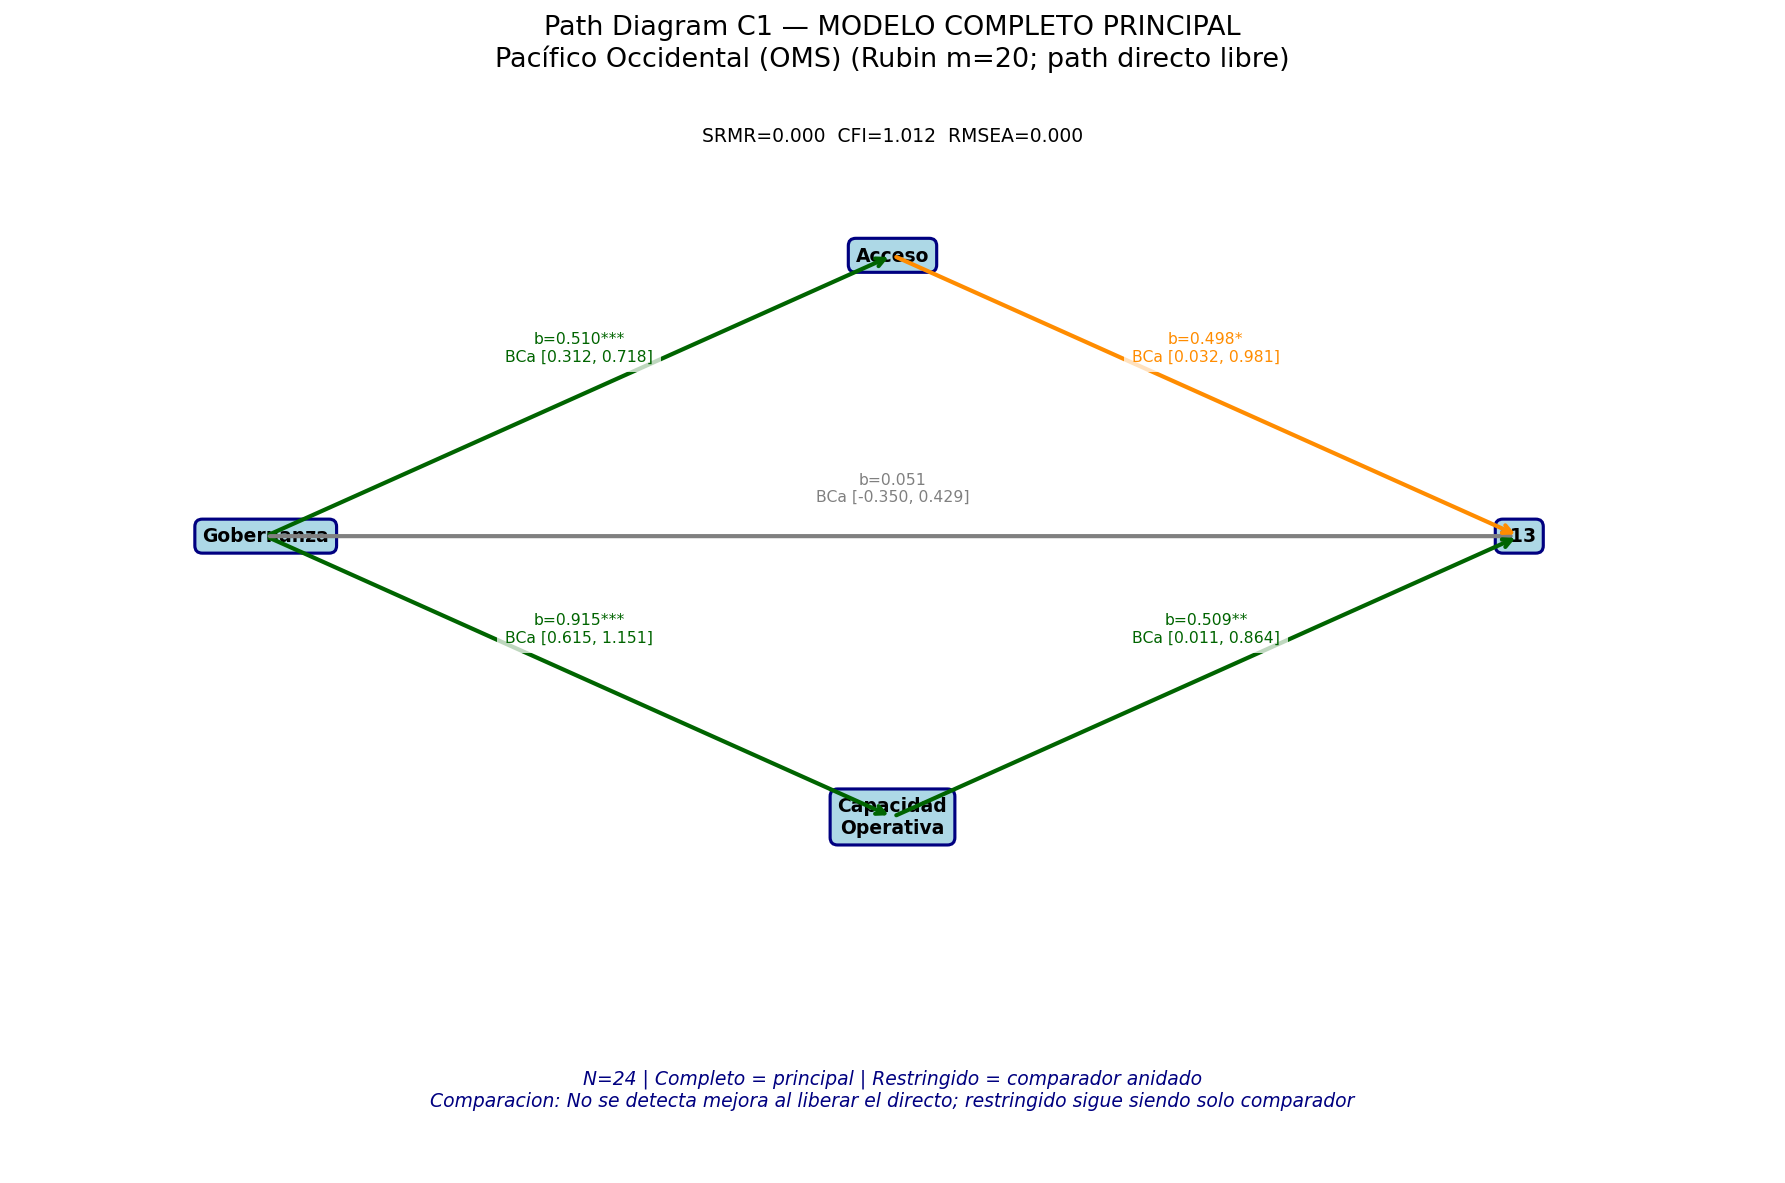 Path Diagram C1 — MODELO COMPLETO PRINCIPAL
Pacífico Occidental (OMS) (Rubin m=20; path directo libre)
SRMR=0.000  CFI=1.012  RMSEA=0.000
Acceso
b=0.510***
BCa [0.312, 0.718]
b=0.498*
BCa [0.032, 0.981]
b=0.051
BCa [-0.350, 0.429]
Gobernanza
13
b=0.915***
BCa [0.615, 1.151]
b=0.509**
BCa [0.011, 0.864]
Capacidad
Operativa
N=24 | Completo = principal | Restringido = comparador anidado
Comparacion: No se detecta mejora al liberar el directo; restringido sigue siendo solo comparador